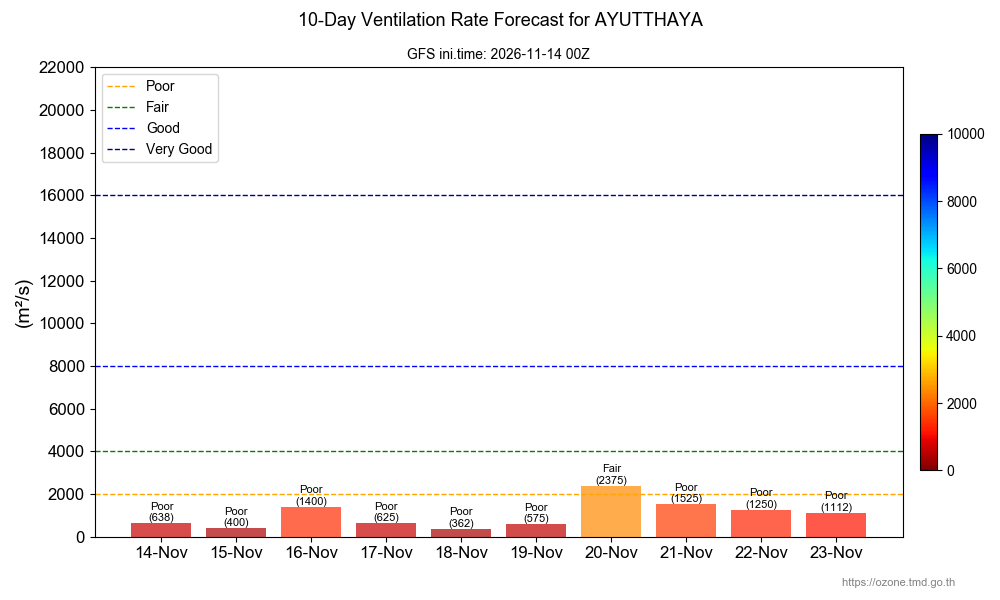 10-Day Ventilation Rate Forecast for AYUTTHAYA
GFS ini.time: 2026-11-14 00Z
(m²/s)
22000
20000
18000
16000
14000
12000
10000
8000
6000
4000
2000
0
Poor
Fair
Good
Very Good
Poor
(638)
Poor
(400)
Poor
(1400)
Poor
(625)
Poor
(362)
Poor
(575)
Fair
(2375)
Poor
(1525)
Poor
(1250)
Poor
(1112)
14-Nov
15-Nov
16-Nov
17-Nov
18-Nov
19-Nov
20-Nov
21-Nov
22-Nov
23-Nov
10000
8000
6000
4000
2000
0
https://ozone.tmd.go.th